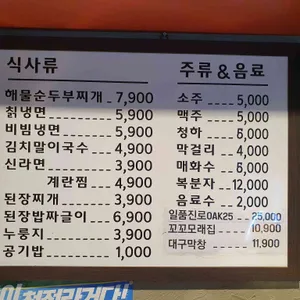 식사류
해물순두부찌개 - 7,900
칡냉면 ---- 5,900
비빔냉면 ---- 5,900
김치말이국수 -- 4,900
신라면 ---- 3,900
계란찜 -- 4,900
된장찌개 ---- 3,900
된장밥짜글이 -- 6,900
누룽지 ---- 3,900
공기밥 ---- 1,000
주류 & 음료
소주 ---- 5,000
맥주 ---- 5,000
청하 ---- 6,000
막걸리 --- 4,000
매화수 --- 6,000
복분자 -- 12,000
음료수 --- 2,000
일품진로OAK25 -- 25,000
꼬꼬모래집 -- 10,900
대구막창 -- 11,900